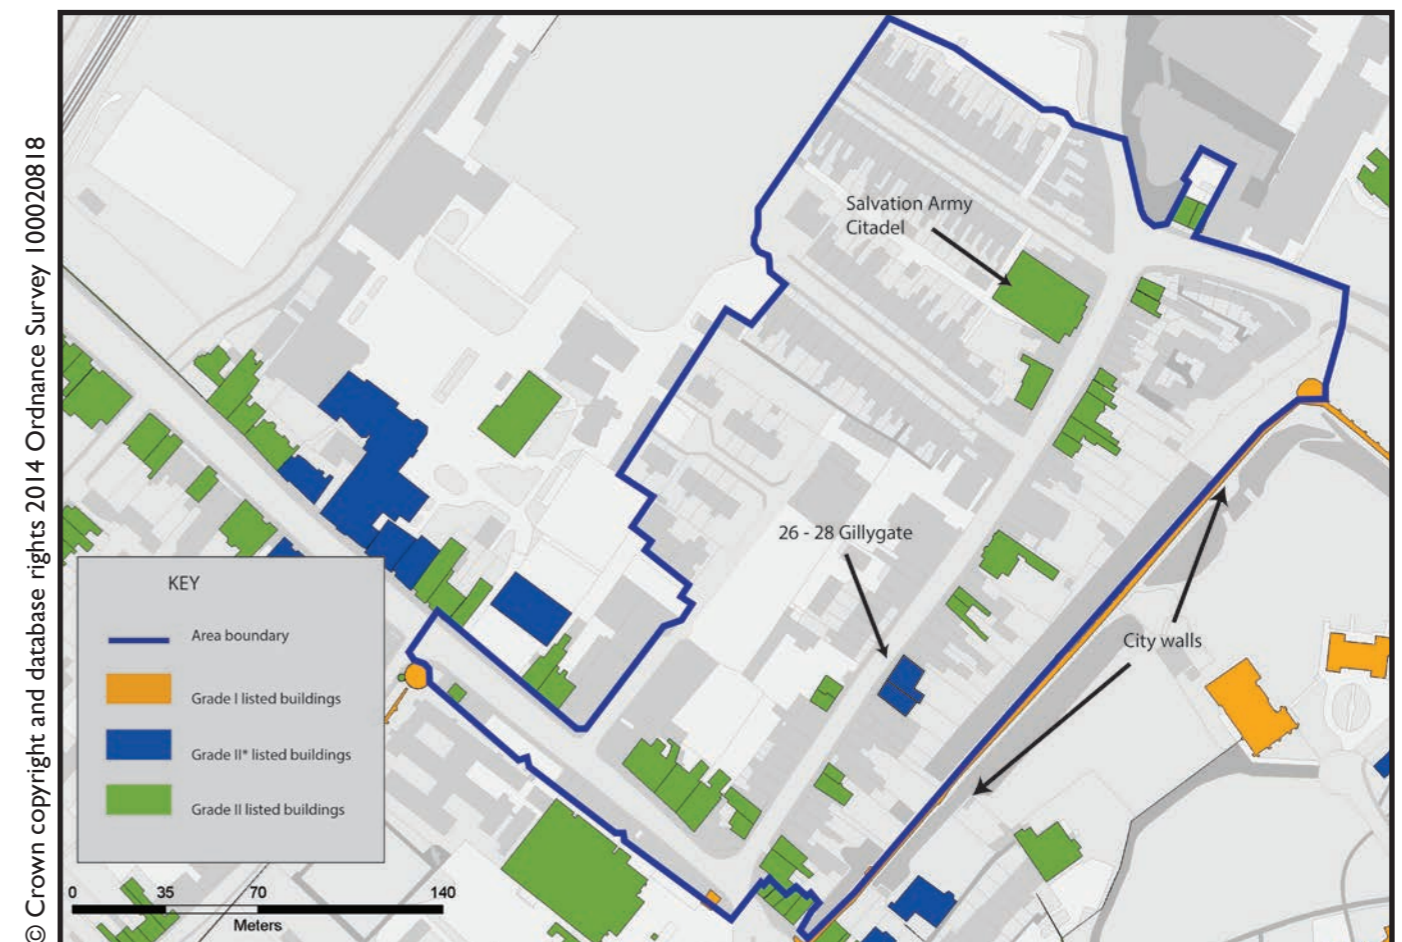 © Crown copyright and database rights 2014 Ordnance Survey 100020818
Salvation Army
Citadel
26 - 28 Gillygate
City walls
KEY
Area boundary
Grade I listed buildings
Grade II* listed buildings
Grade II listed buildings
0 35 70 140
Meters